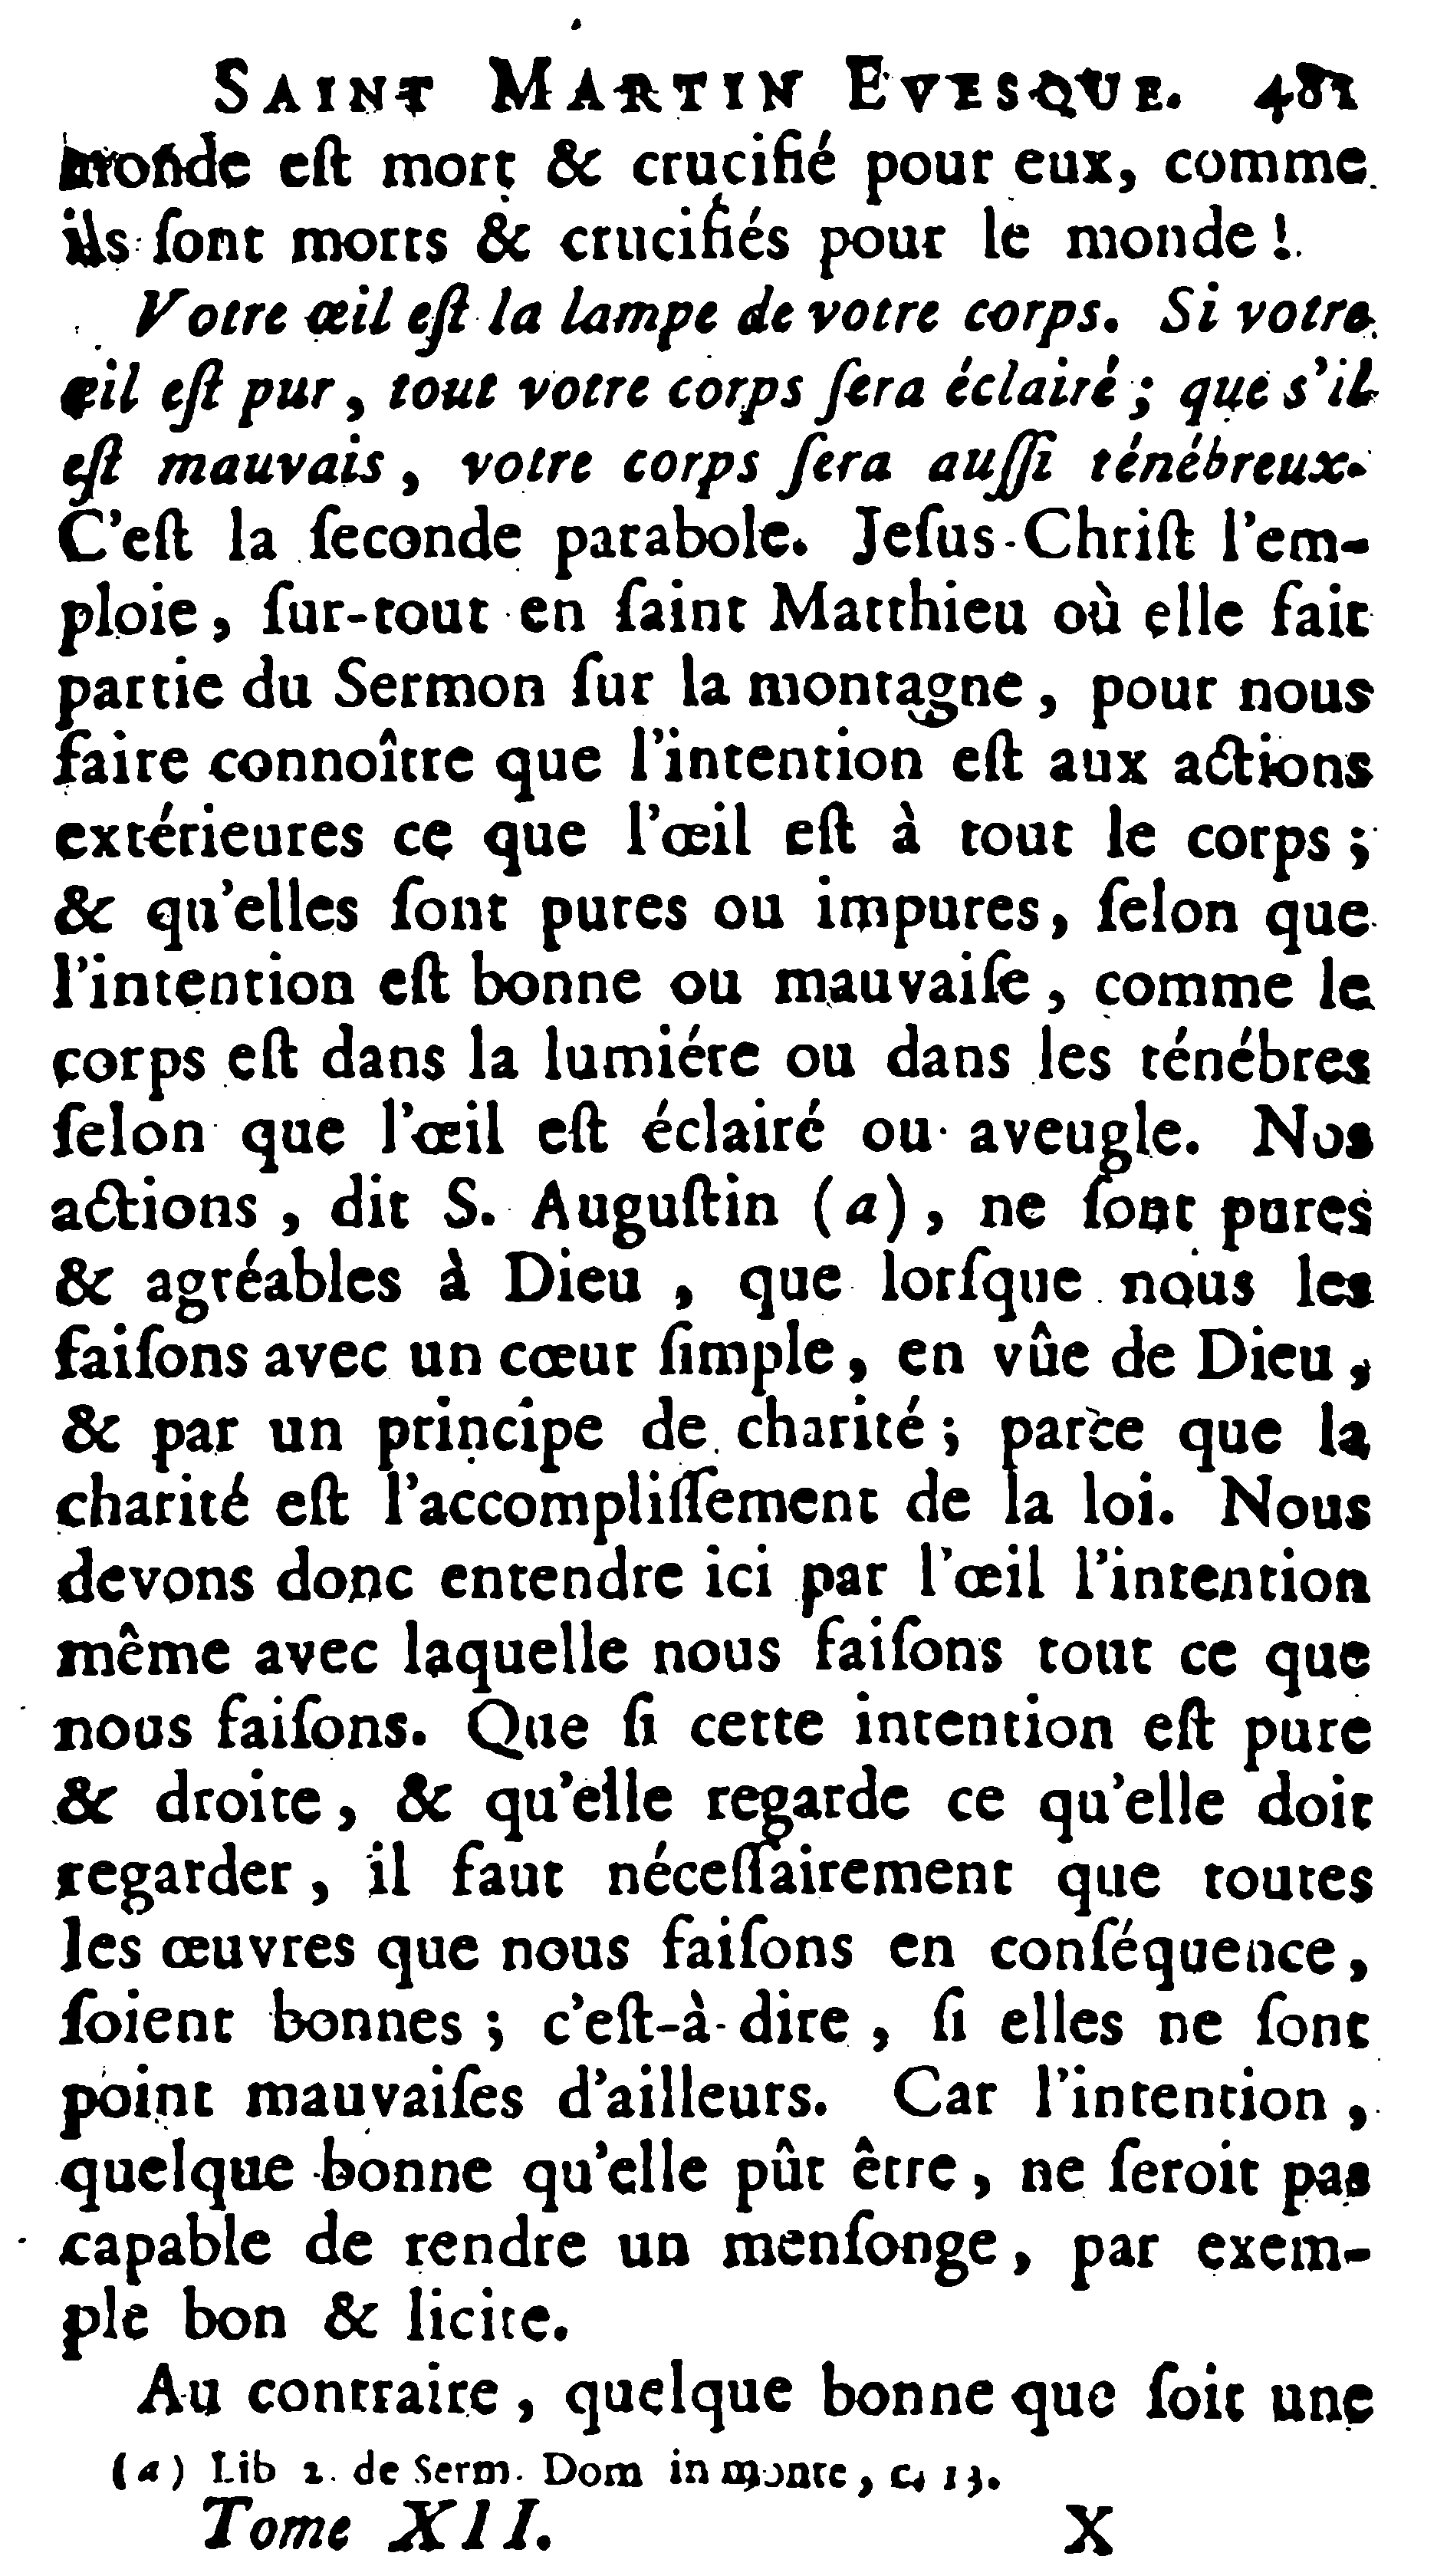 SAINT MARTIN EVESQUE. 481
monde eſt mort & crucifié pour eux, comme
ils ſont morts & crucifiés pour le monde !
Votre œil eſt la lampe de votre corps. Si votre
œil eſt pur, tout votre corps ſera éclairé ; que s'il
eſt mauvais, votre corps ſera auſſi ténébreux.
C'eſt la ſeconde parabole. Jeſus-Chriſt l'em-
ploie, ſur-tout en ſaint Matthieu où elle fait
partie du Sermon ſur la montagne, pour nous
faire connoître que l'intention eſt aux actions
extérieures ce que l'œil eſt à tout le corps ;
& qu'elles ſont pures ou impures, ſelon que
l'intention eſt bonne ou mauvaiſe, comme le
corps eſt dans la lumiére ou dans les ténébres
ſelon que l'œil eſt éclairé ou aveugle. Nos
actions, dit S. Auguſtin (a), ne ſont pures
& agréables à Dieu, que lorſque nous les
faiſons avec un cœur ſimple, en vûe de Dieu,
& par un principe de charité ; parce que la
charité eſt l'accompliſſement de la loi. Nous
devons donc entendre ici par l'œil l'intention
même avec laquelle nous faiſons tout ce que
nous faiſons. Que ſi cette intention eſt pure
& droite, & qu'elle regarde ce qu'elle doit
regarder, il faut néceſſairement que toutes
les œuvres que nous faiſons en conſéquence,
ſoient bonnes ; c'eſt-à-dire, ſi elles ne ſont
point mauvaiſes d'ailleurs. Car l'intention,
quelque bonne qu'elle pût être, ne ſeroit pas
capable de rendre un menſonge, par exem-
ple bon & licite.
Au contraire, quelque bonne que ſoit une
(a) Lib 2. de Serm. Dom in monte, c. 13.
Tome XII. X